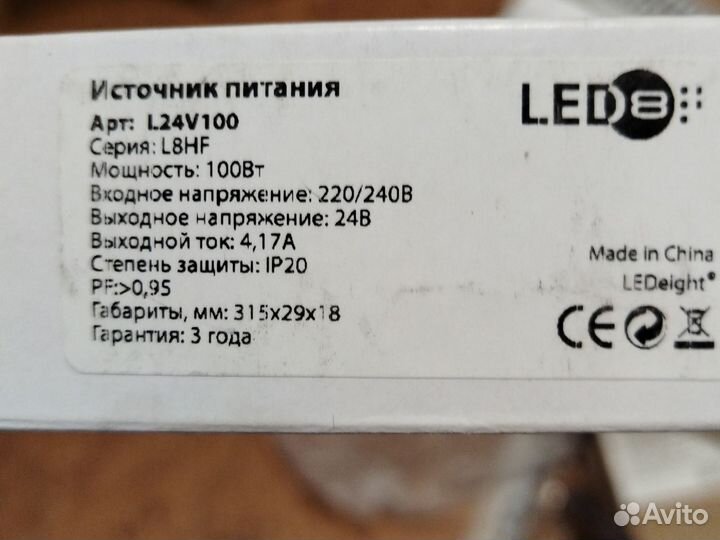 Источник питания
Арт: L24V100
Серия: L8HF
Мощность: 100Вт
Входное напряжение: 220/240В
Выходное напряжение: 24В
Выходной ток: 4,17А
Степень защиты: IP20
PF:>0,95
Габариты, мм: 315x29x18
Гарантия: 3 года
LED8
Made in China
LEDeight®
CE
Avito